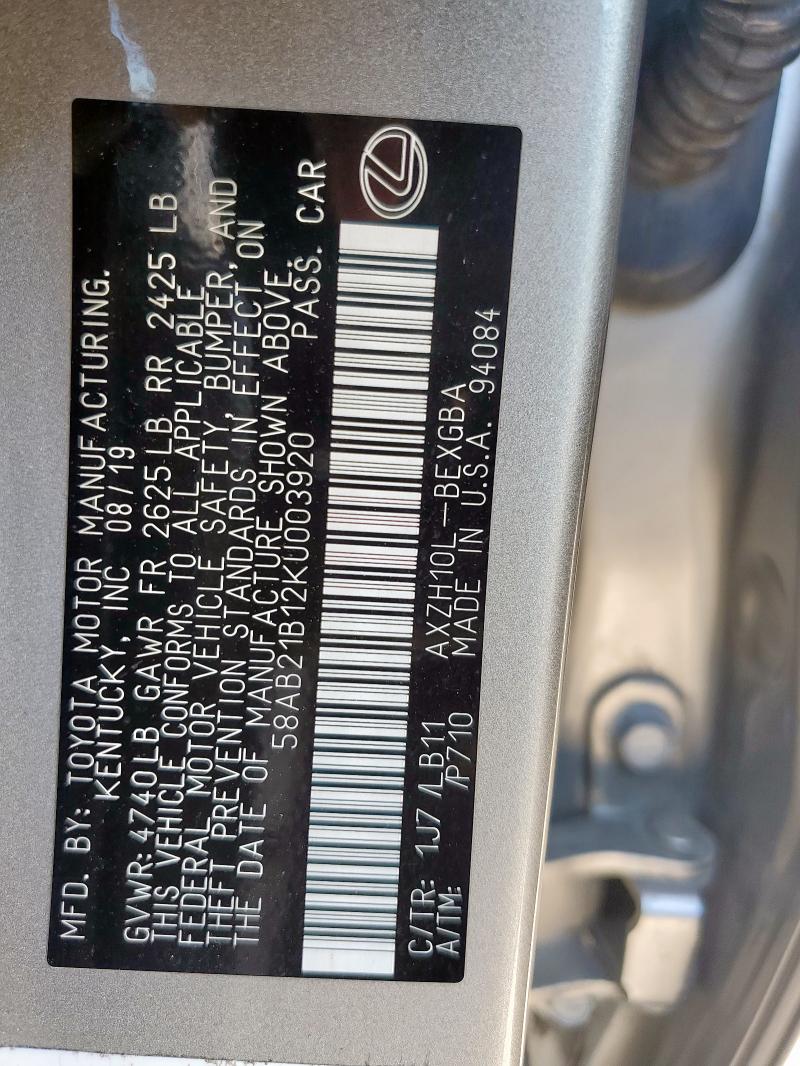 MFD. BY: TOYOTA MOTOR MANUFACTURING.
KENTUCKY, INC 08/19
GVWR: 4740LB GAWR FR 2625LB RR 2425 LB
THIS VEHICLE CONFORMS TO ALL APPLICABLE
FEDERAL MOTOR VEHICLE SAFETY, BUMPER, AND
THEFT PREVENTION STANDARDS IN EFFECT ON
THE DATE OF MANUFACTURE SHOWN ABOVE.
58AB21B12KU003920 PASS. CAR
C/TR: 1J7 /LB11 AXZH10L-BEXGBA
A/TM: /P710 MADE IN U.S.A. 94084